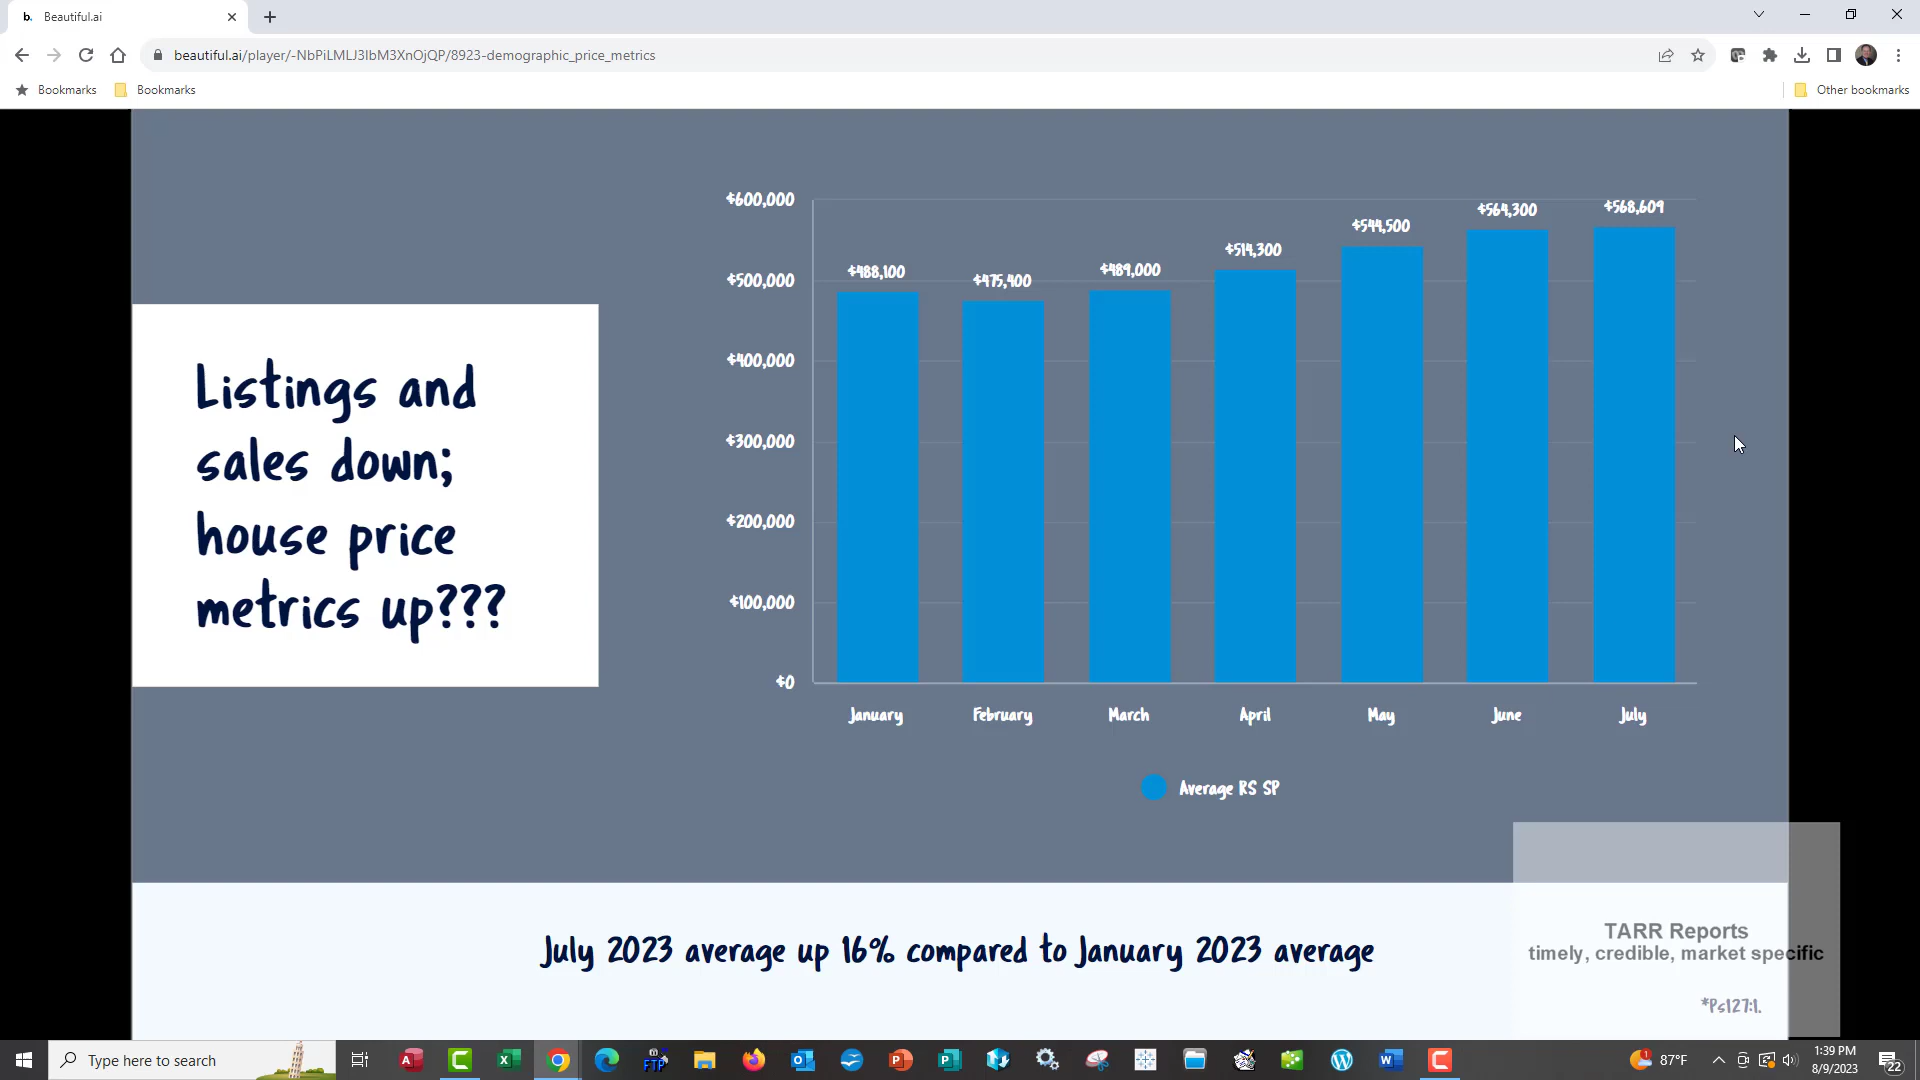 b. Beautiful.ai
beautiful.ai/player/-NbPiLMLJ3IbM3XnOjQP/8923-demographic_price_metrics
Bookmarks
Bookmarks
Other bookmarks
Listings and
sales down;
house price
metrics up???
$600,000
$500,000
$400,000
$300,000
$200,000
$100,000
$0
$488,100
$475,400
$489,000
$514,300
$544,500
$564,300
$568,609
January
February
March
April
May
June
July
Average RS SP
July 2023 average up 16% compared to January 2023 average
TARR Reports
timely, credible, market specific
*Ps127:1.
Type here to search
FTP
87°F
1:39 PM
8/9/2023
22